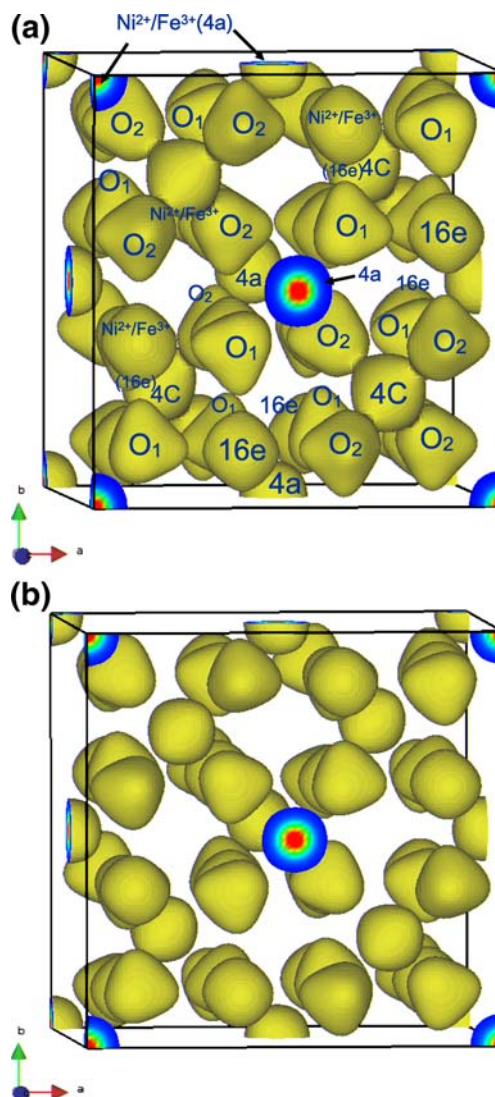 (a)
Ni²⁺/Fe³⁺(4a)
O₂
O₁
O₂
Ni²⁺/Fe³⁺
O₁
(16e)
4C
O₁
Ni²⁺/Fe³⁺
O₂
O₂
O₁
16e
4a
4a
16e
O₂
Ni²⁺/Fe³⁺
O₁
O₂
O₁
O₂
(16e)
4C
4C
O₁
16e
O₁
O₁
16e
O₂
O₂
4a
b
a
(b)
b
a